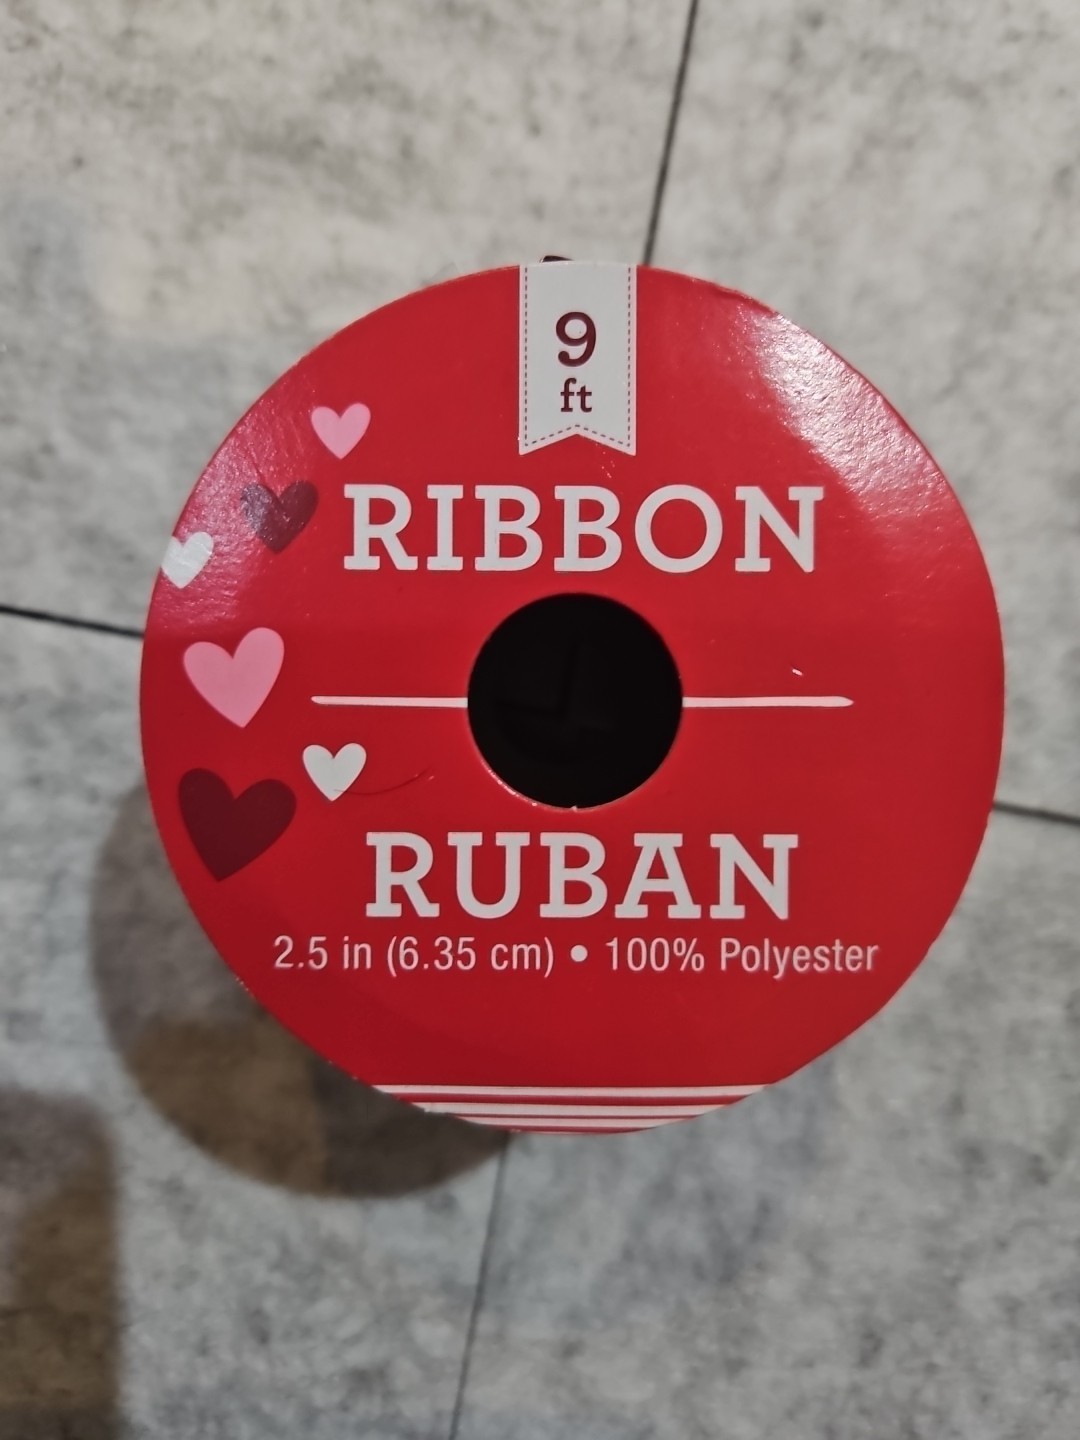 9
ft
RIBBON
RUBAN
2.5 in (6.35 cm) • 100% Polyester